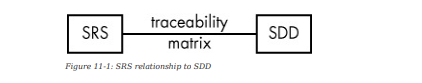 SRS
traceability
matrix
SDD
Figure 11-1: SRS relationship to SDD